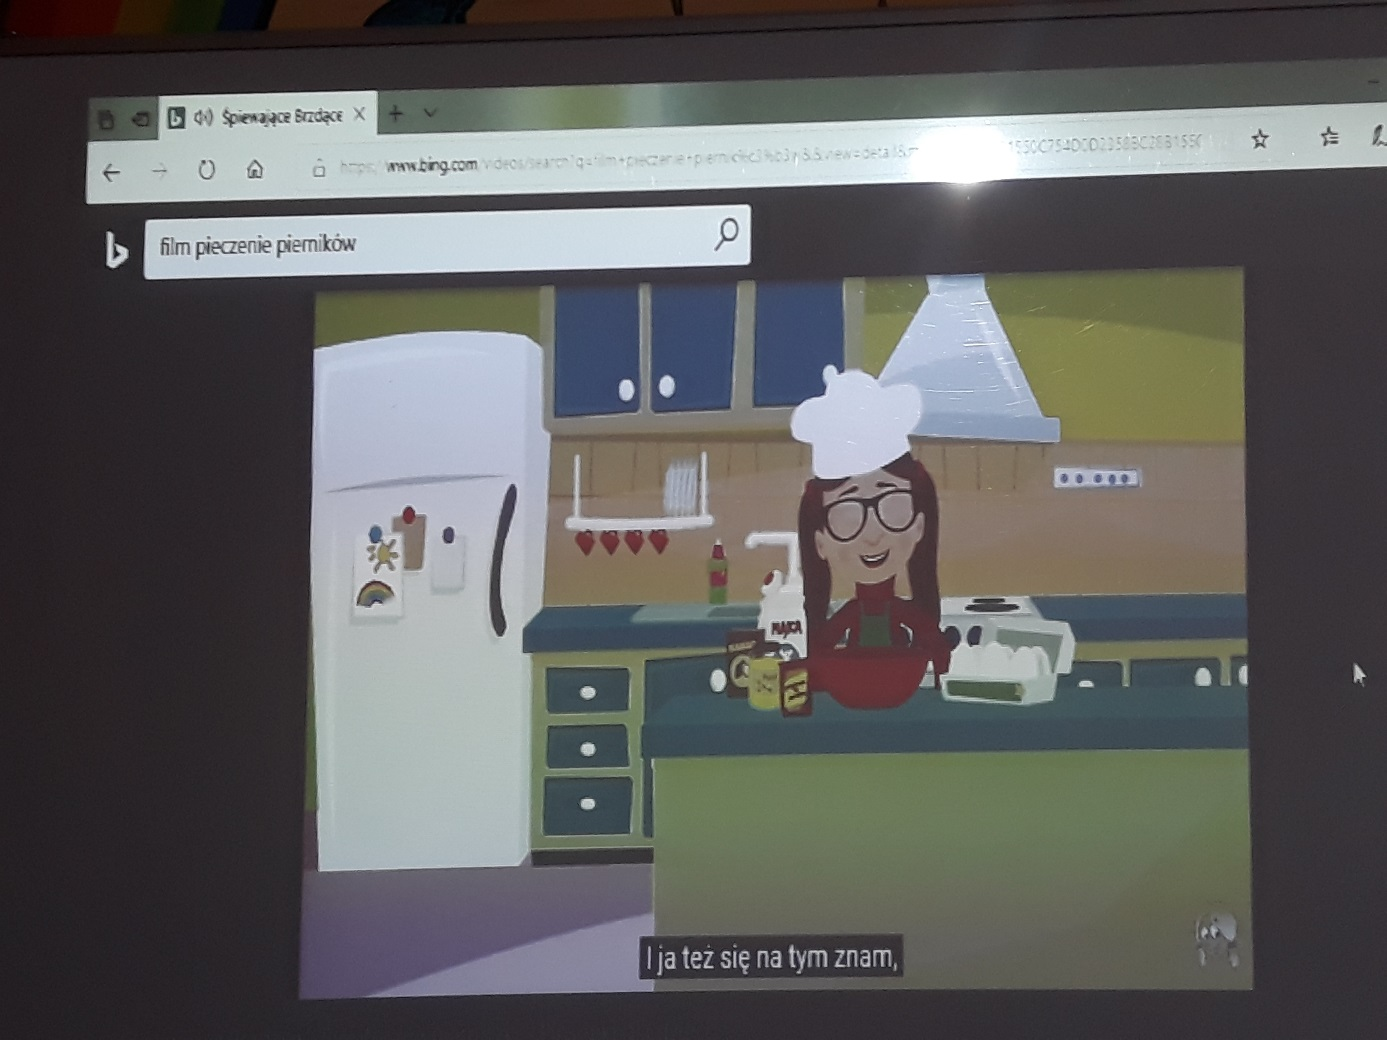 Śpiewające Brzdące
www.bing.com
film pieczenie pierników
MĄKA
I ja też się na tym znam,